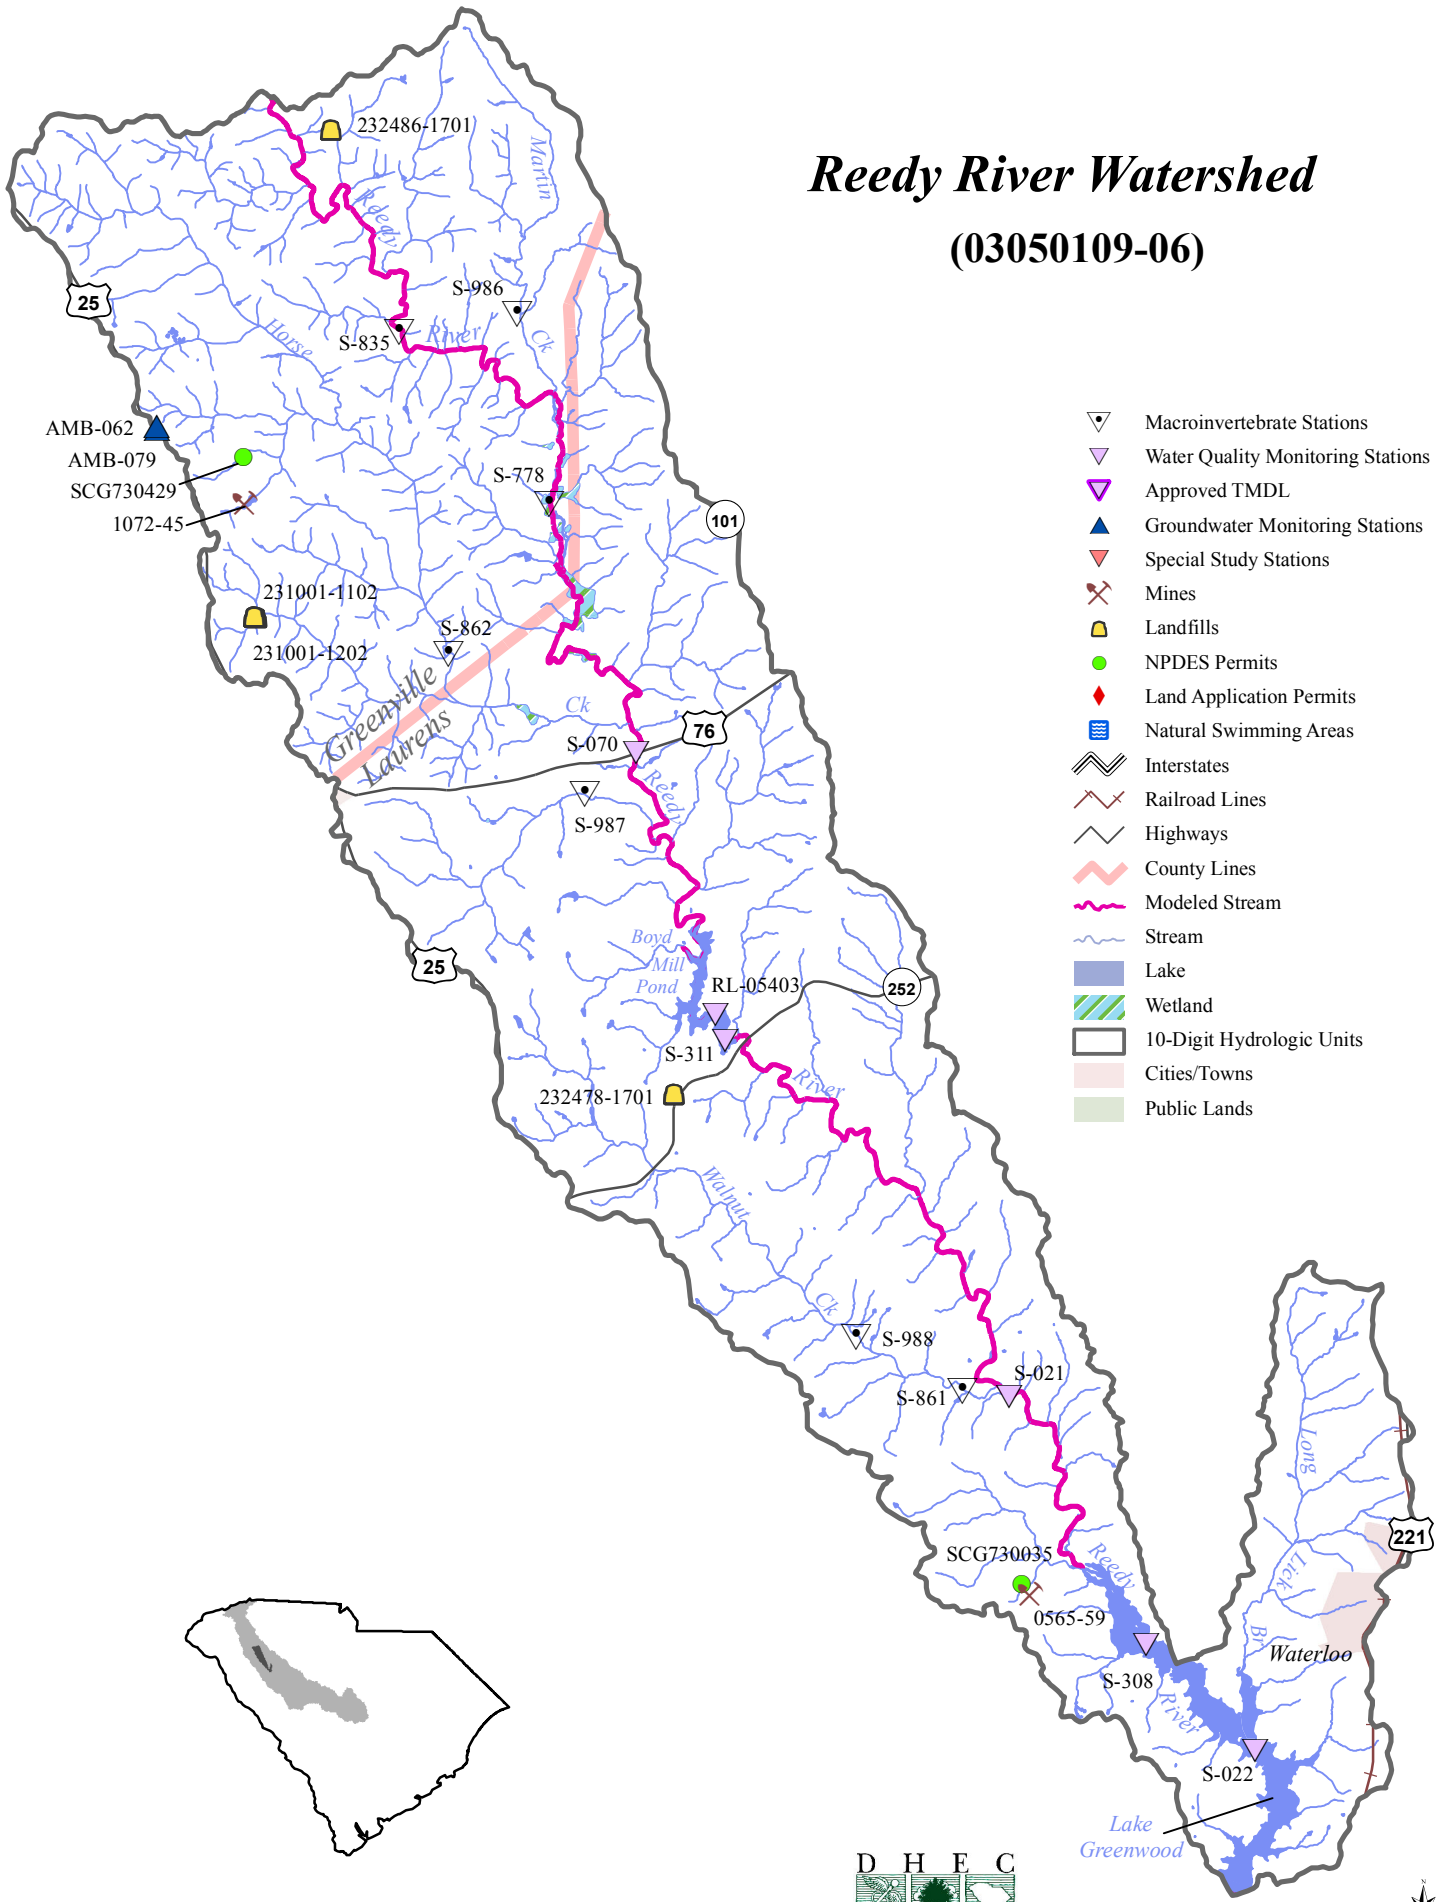 Reedy River Watershed
(03050109-06)
232486-1701
Martin
Reedy
25
S-986
S-835
River
Ck
Horse
AMB-062
AMB-079
SCG730429
1072-45
S-778
101
231001-1102
231001-1202
S-862
Greenville
Laurens
Ck
S-070
76
Reedy
S-987
Boyd
Mill
Pond
25
RL-05403
252
S-311
River
232478-1701
Walnut
Ck
S-988
S-021
S-861
Long
221
SCG730035
Reedy
Lick
0565-59
Br
Waterloo
S-308
River
S-022
Lake
Greenwood
Macroinvertebrate Stations
Water Quality Monitoring Stations
Approved TMDL
Groundwater Monitoring Stations
Special Study Stations
Mines
Landfills
NPDES Permits
Land Application Permits
Natural Swimming Areas
Interstates
Railroad Lines
Highways
County Lines
Modeled Stream
Stream
Lake
Wetland
10-Digit Hydrologic Units
Cities/Towns
Public Lands
D H E C
N